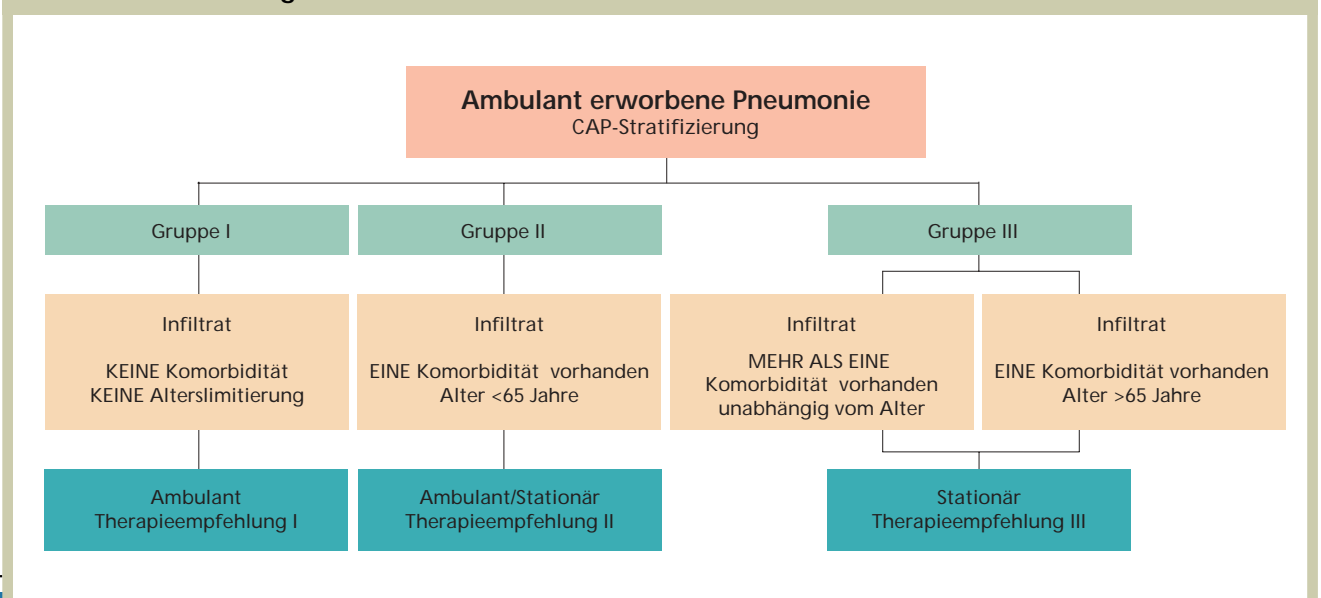 Ambulant erworbene Pneumonie
CAP-Stratifizierung
Gruppe I
Gruppe II
Gruppe III
Infiltrat
KEINE Komorbidität
KEINE Alterslimitierung
Infiltrat
EINE Komorbidität vorhanden
Alter <65 Jahre
Infiltrat
MEHR ALS EINE
Komorbidität vorhanden
unabhängig vom Alter
Infiltrat
EINE Komorbidität vorhanden
Alter >65 Jahre
Ambulant
Therapieempfehlung I
Ambulant/Stationär
Therapieempfehlung II
Stationär
Therapieempfehlung III